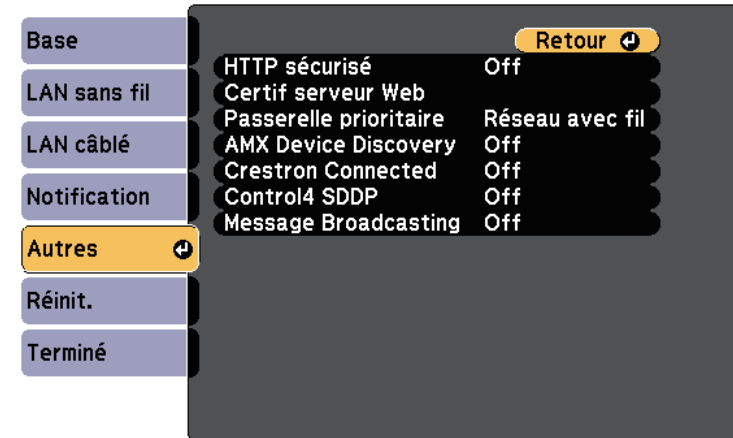 Base
LAN sans fil
LAN câblé
Notification
Autres
Réinit.
Terminé
Retour
HTTP sécurisé Off
Certif serveur Web
Passerelle prioritaire Réseau avec fil
AMX Device Discovery Off
Crestron Connected Off
Control4 SDDP Off
Message Broadcasting Off